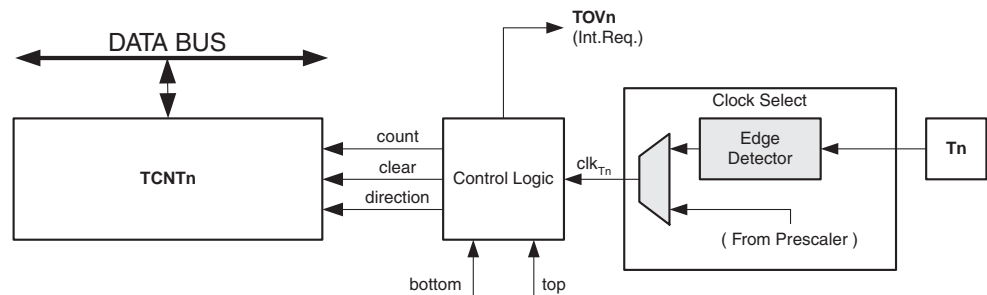 TOVn
(Int.Req.)
DATA BUS
Clock Select
count
Edge
Detector
Tn
TCNTn
clear
Control Logic
clkTn
direction
( From Prescaler )
bottom
top